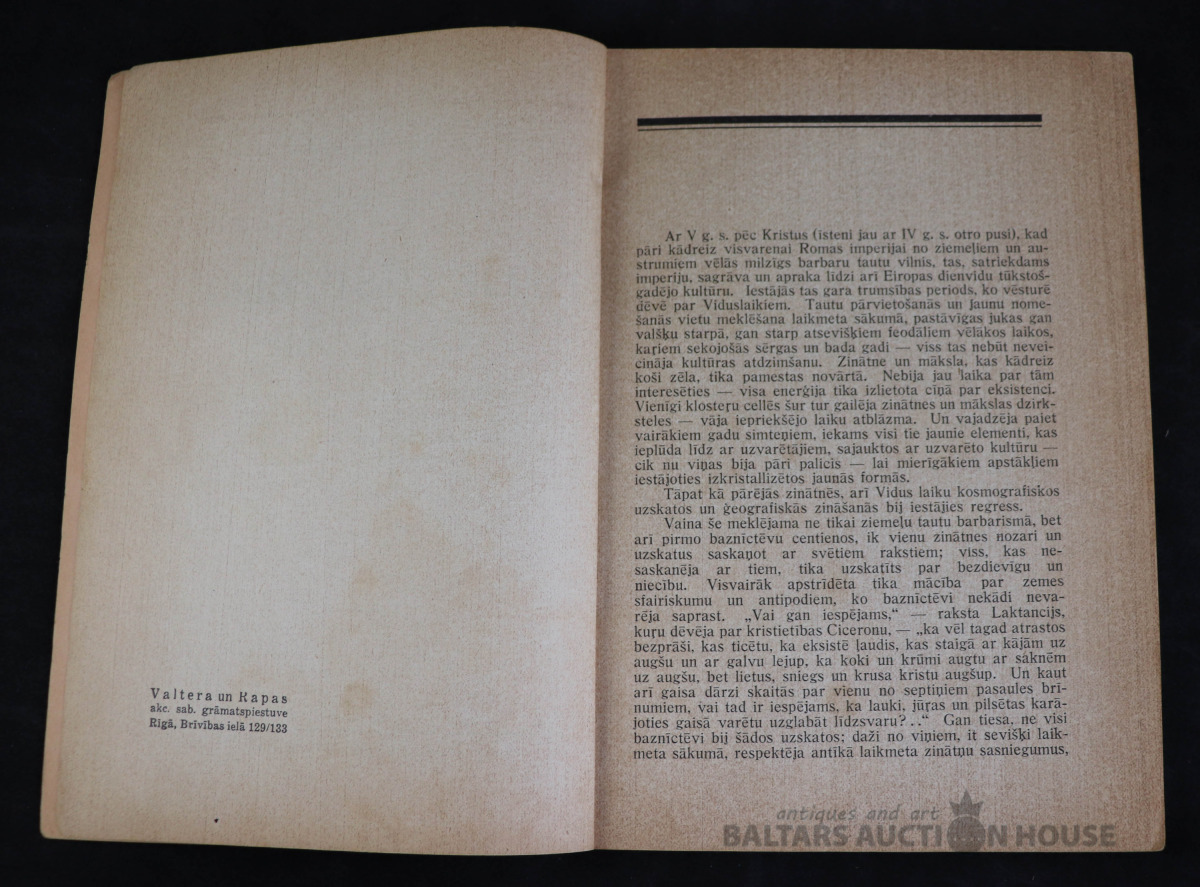 Valtera un Rapas
akc. sab. grāmatspiestuve
Rīgā, Brīvības ielā 129/133
Ar V g. s. pēc Kristus (īsteni jau ar IV g. s. otro pusi), kad
pāri kādreiz visvarenai Romas imperijai no ziemeļiem un au-
strumiem vēlās milzīgs barbaru tautu vilnis, tas, satriekdams
imperiju, sagrāva un apraka līdzi arī Eiropas dienvidu tūkstoš-
gadējo kultūru. Iestājās tas gara tumsības periods, ko vēsturē
dēvē par Viduslaikiem. Tautu pārvietošanās un jaunu nome-
šanās vietu meklēšana laikmeta sākumā, pastāvīgas jukas gan
valšķu starpā, gan starp atsevišķiem feodāliem vēlākos laikos,
kaŗiem sekojošās sērgas un bada gadi — viss tas nebūt nevei-
cināja kultūras atdzimšanu. Zinātne un māksla, kas kādreiz
koši zēla, tika pamestas novārtā. Nebija jau laika par tām
interesēties — visa enerģija tika izlietota cīņā par eksistenci.
Vienīgi klosteŗu cellēs šur tur gailēja zinātnes un mākslas dzirk-
steles — vāja iepriekšējo laiku atblāzma. Un vajadzēja paiet
vairākiem gadu simteņiem, iekams visi tie jaunie elementi, kas
ieplūda līdz ar uzvarētājiem, sajauktos ar uzvarēto kultūru —
cik nu viņas bija pāri palicis — lai mierīgākiem apstākļiem
iestājoties izkristallizētos jaunās formās.
Tāpat kā pārējās zinātnēs, arī Vidus laiku kosmografiskos
uzskatos un ģeografiskās zināšanās bij iestājies regress.
Vaina še meklējama ne tikai ziemeļu tautu barbarismā, bet
arī pirmo baznīctēvu centienos, ik vienu zinātnes nozari un
uzskatus saskaņot ar svētiem rakstiem; viss, kas ne-
saskanēja ar tiem, tika uzskatīts par bezdievīgu un
niecību. Visvairāk apstrīdēta tika mācība par zemes
sfairiskumu un antipodiem, ko baznīctēvi nekādi neva-
rēja saprast. „Vai gan iespējams,“ — raksta Laktancijs,
kuŗu dēvēja par kristietības Ciceronu, — „ka vēl tagad atrastos
bezprāši, kas ticētu, ka eksistē ļaudis, kas staigā ar kājām uz
augšu un ar galvu lejup, ka koki un krūmi augtu ar saknēm
uz augšu, bet lietus, sniegs un krusa kristu augšup. Un kaut
arī gaisa dārzi skaitās par vienu no septiņiem pasaules brī-
numiem, vai tad ir iespējams, ka lauki, jūras un pilsētas karā-
joties gaisā varētu uzglabāt līdzsvaru?..“ Gan tiesa, ne visi
baznīctēvi bij šādos uzskatos; daži no viņiem, it sevišķi laik-
meta sākumā, respektēja antīkā laikmeta zinātņu sasniegumus,
antiques and art
BALTARS AUCTION HOUSE